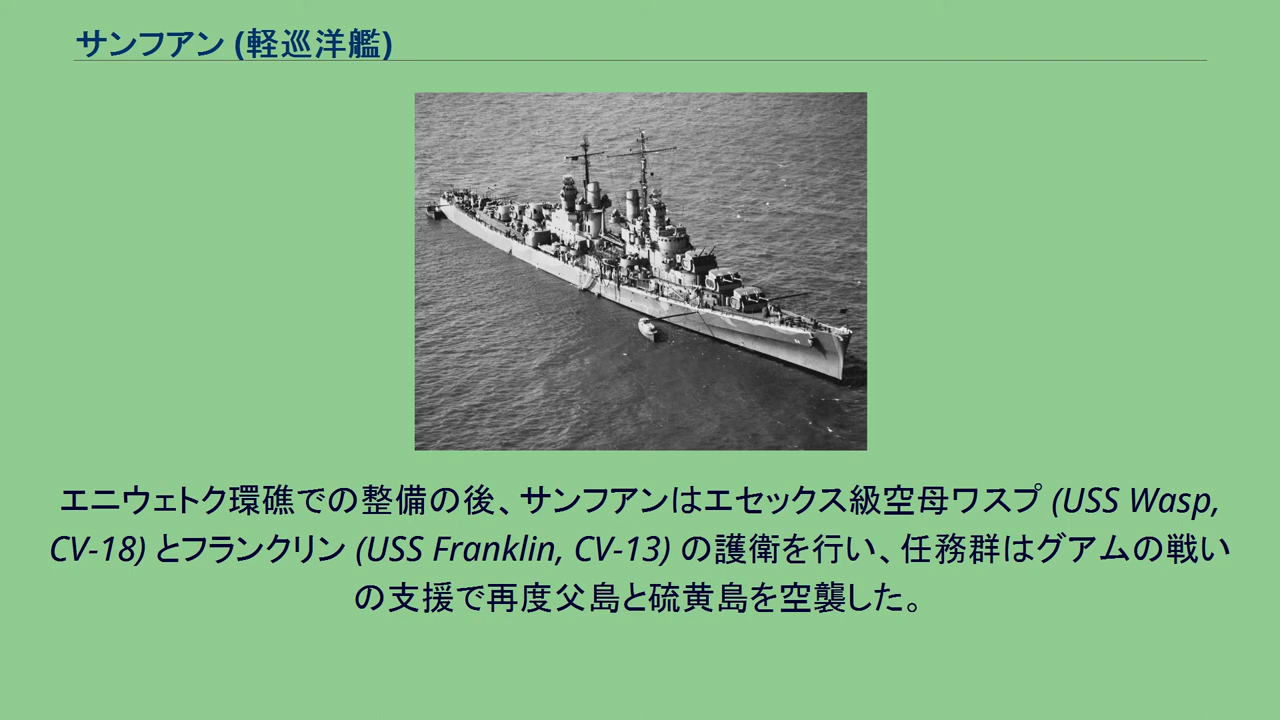 サンフアン (軽巡洋艦)
エニウェトク環礁での整備の後、サンフアンはエセックス級空母ワスプ (USS Wasp,
CV-18) とフランクリン (USS Franklin, CV-13) の護衛を行い、任務群はグアムの戦い
の支援で再度父島と硫黄島を空襲した。